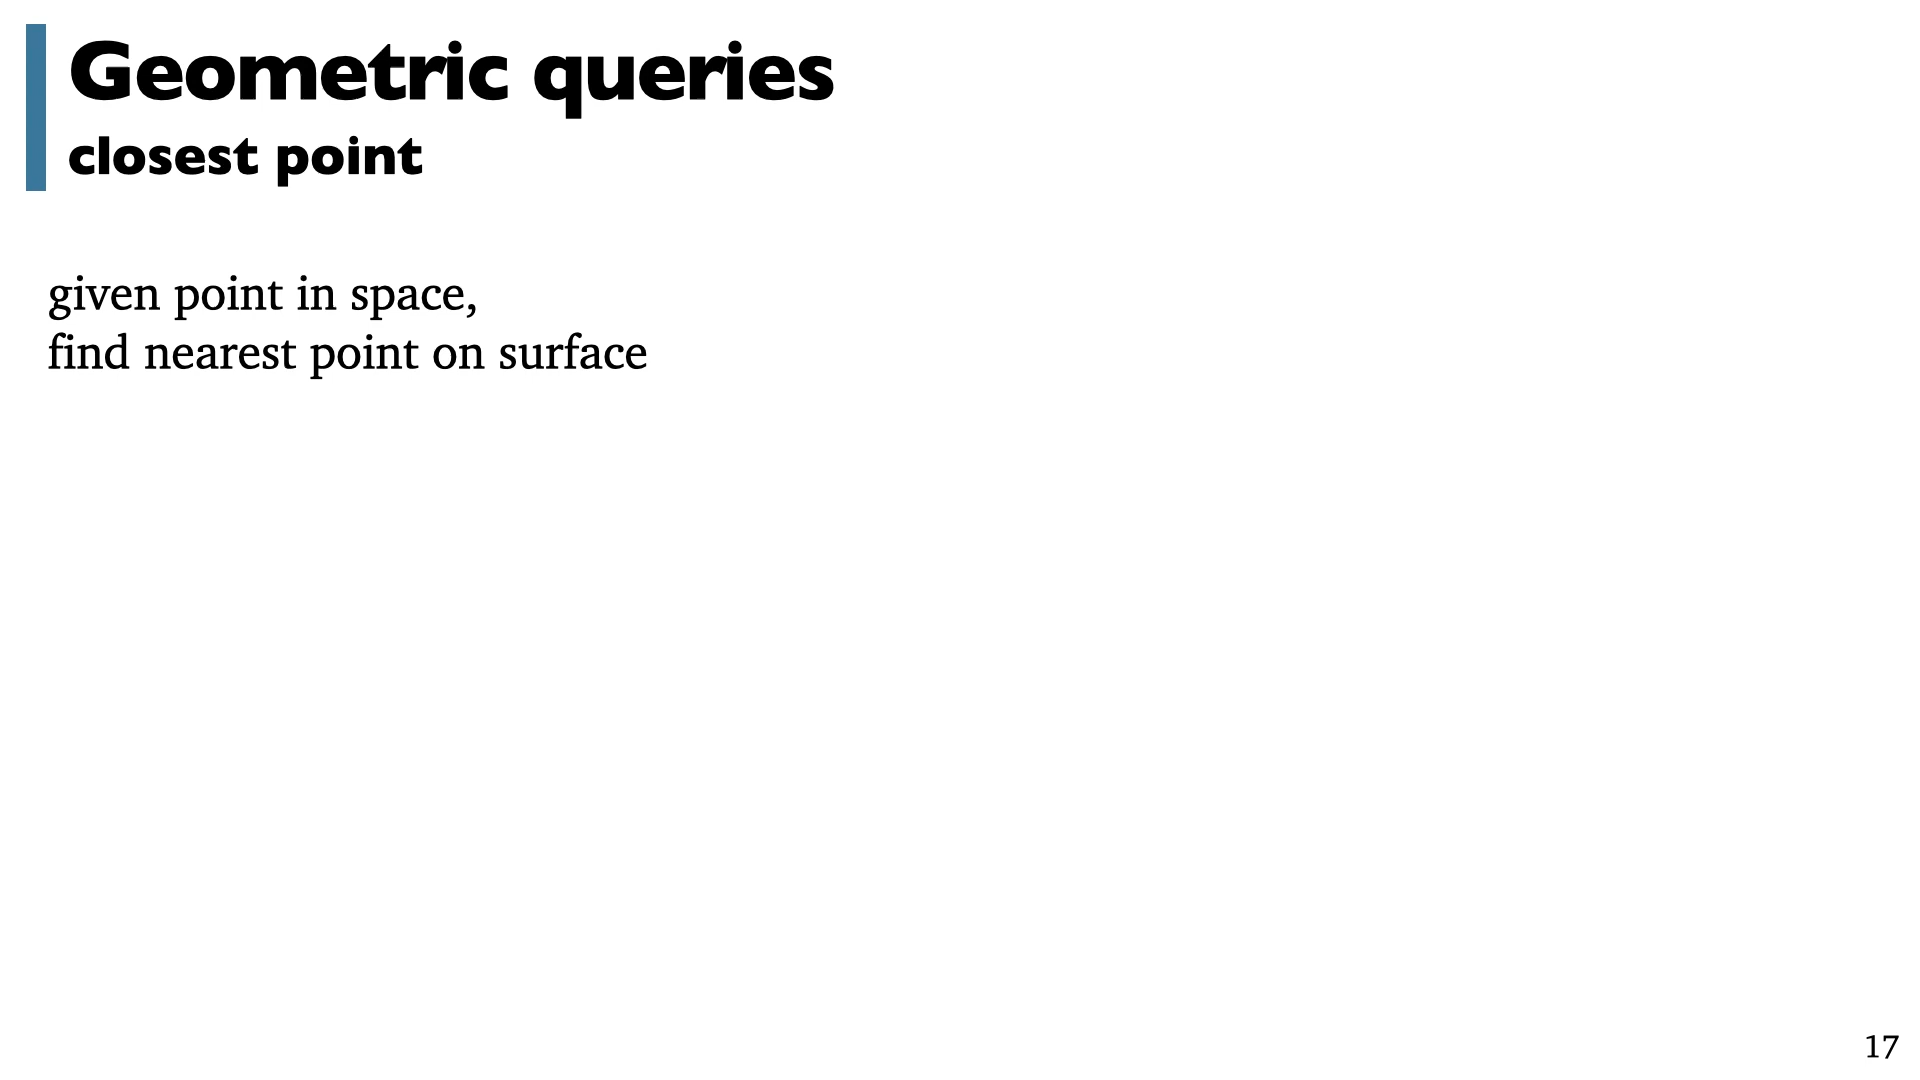 Geometric queries
closest point
given point in space,
find nearest point on surface
17